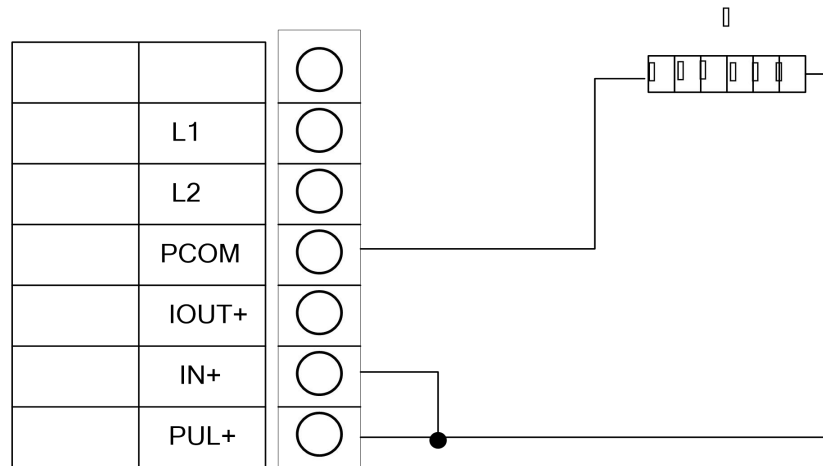 L1
L2
PCOM
IOUT+
IN+
PUL+